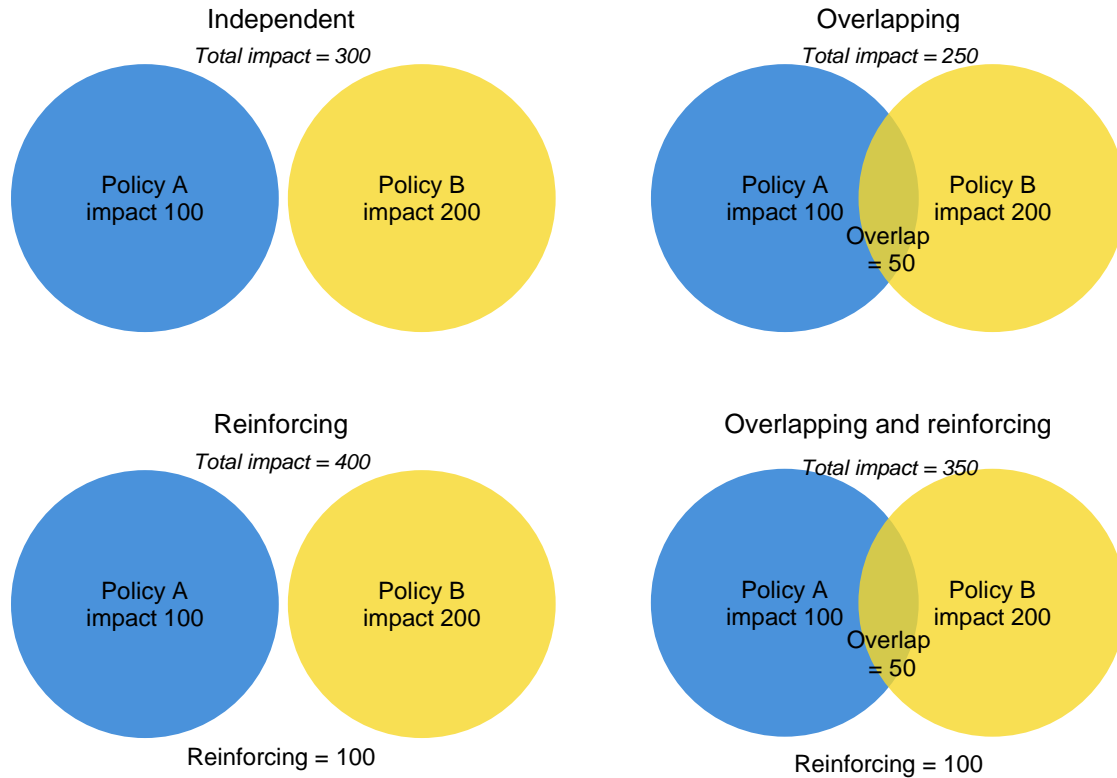 Independent
Total impact = 300
Policy A
impact 100
Policy B
impact 200
Overlapping
Total impact = 250
Policy A
impact 100
Policy B
impact 200
Overlap
= 50
Reinforcing
Total impact = 400
Policy A
impact 100
Policy B
impact 200
Reinforcing = 100
Overlapping and reinforcing
Total impact = 350
Policy A
impact 100
Policy B
impact 200
Overlap
= 50
Reinforcing = 100